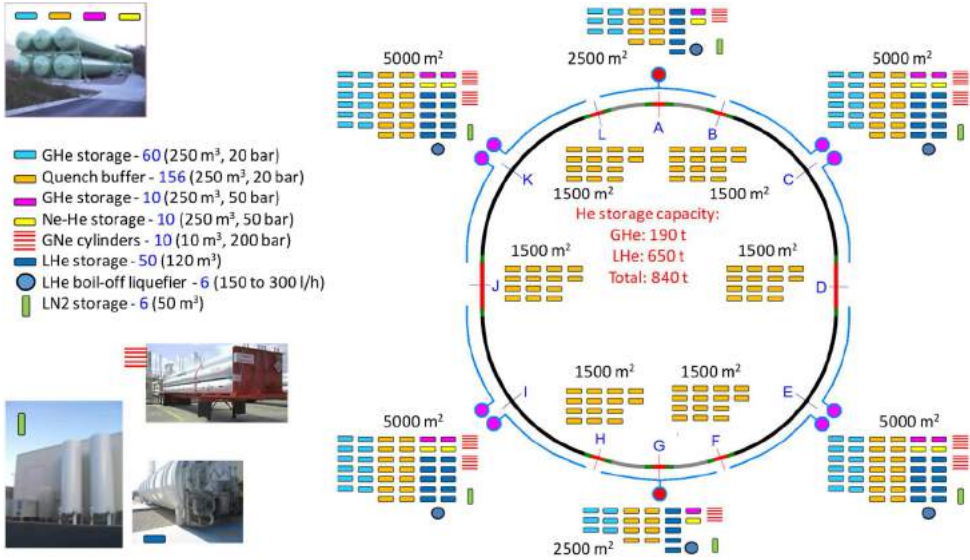 5000 m²
2500 m²
5000 m²
L
A
B
K
C
GHe storage - 60 (250 m³, 20 bar)
Quench buffer - 156 (250 m³, 20 bar)
GHe storage - 10 (250 m³, 50 bar)
Ne-He storage - 10 (250 m³, 50 bar)
GNe cylinders - 10 (10 m³, 200 bar)
LHe storage - 50 (120 m³)
LHe boil-off liquefier - 6 (150 to 300 l/h)
LN2 storage - 6 (50 m³)
1500 m²
1500 m²
He storage capacity:
GHe: 190 t
LHe: 650 t
Total: 840 t
1500 m²
1500 m²
J
D
1500 m²
1500 m²
I
E
5000 m²
5000 m²
H
G
F
2500 m²